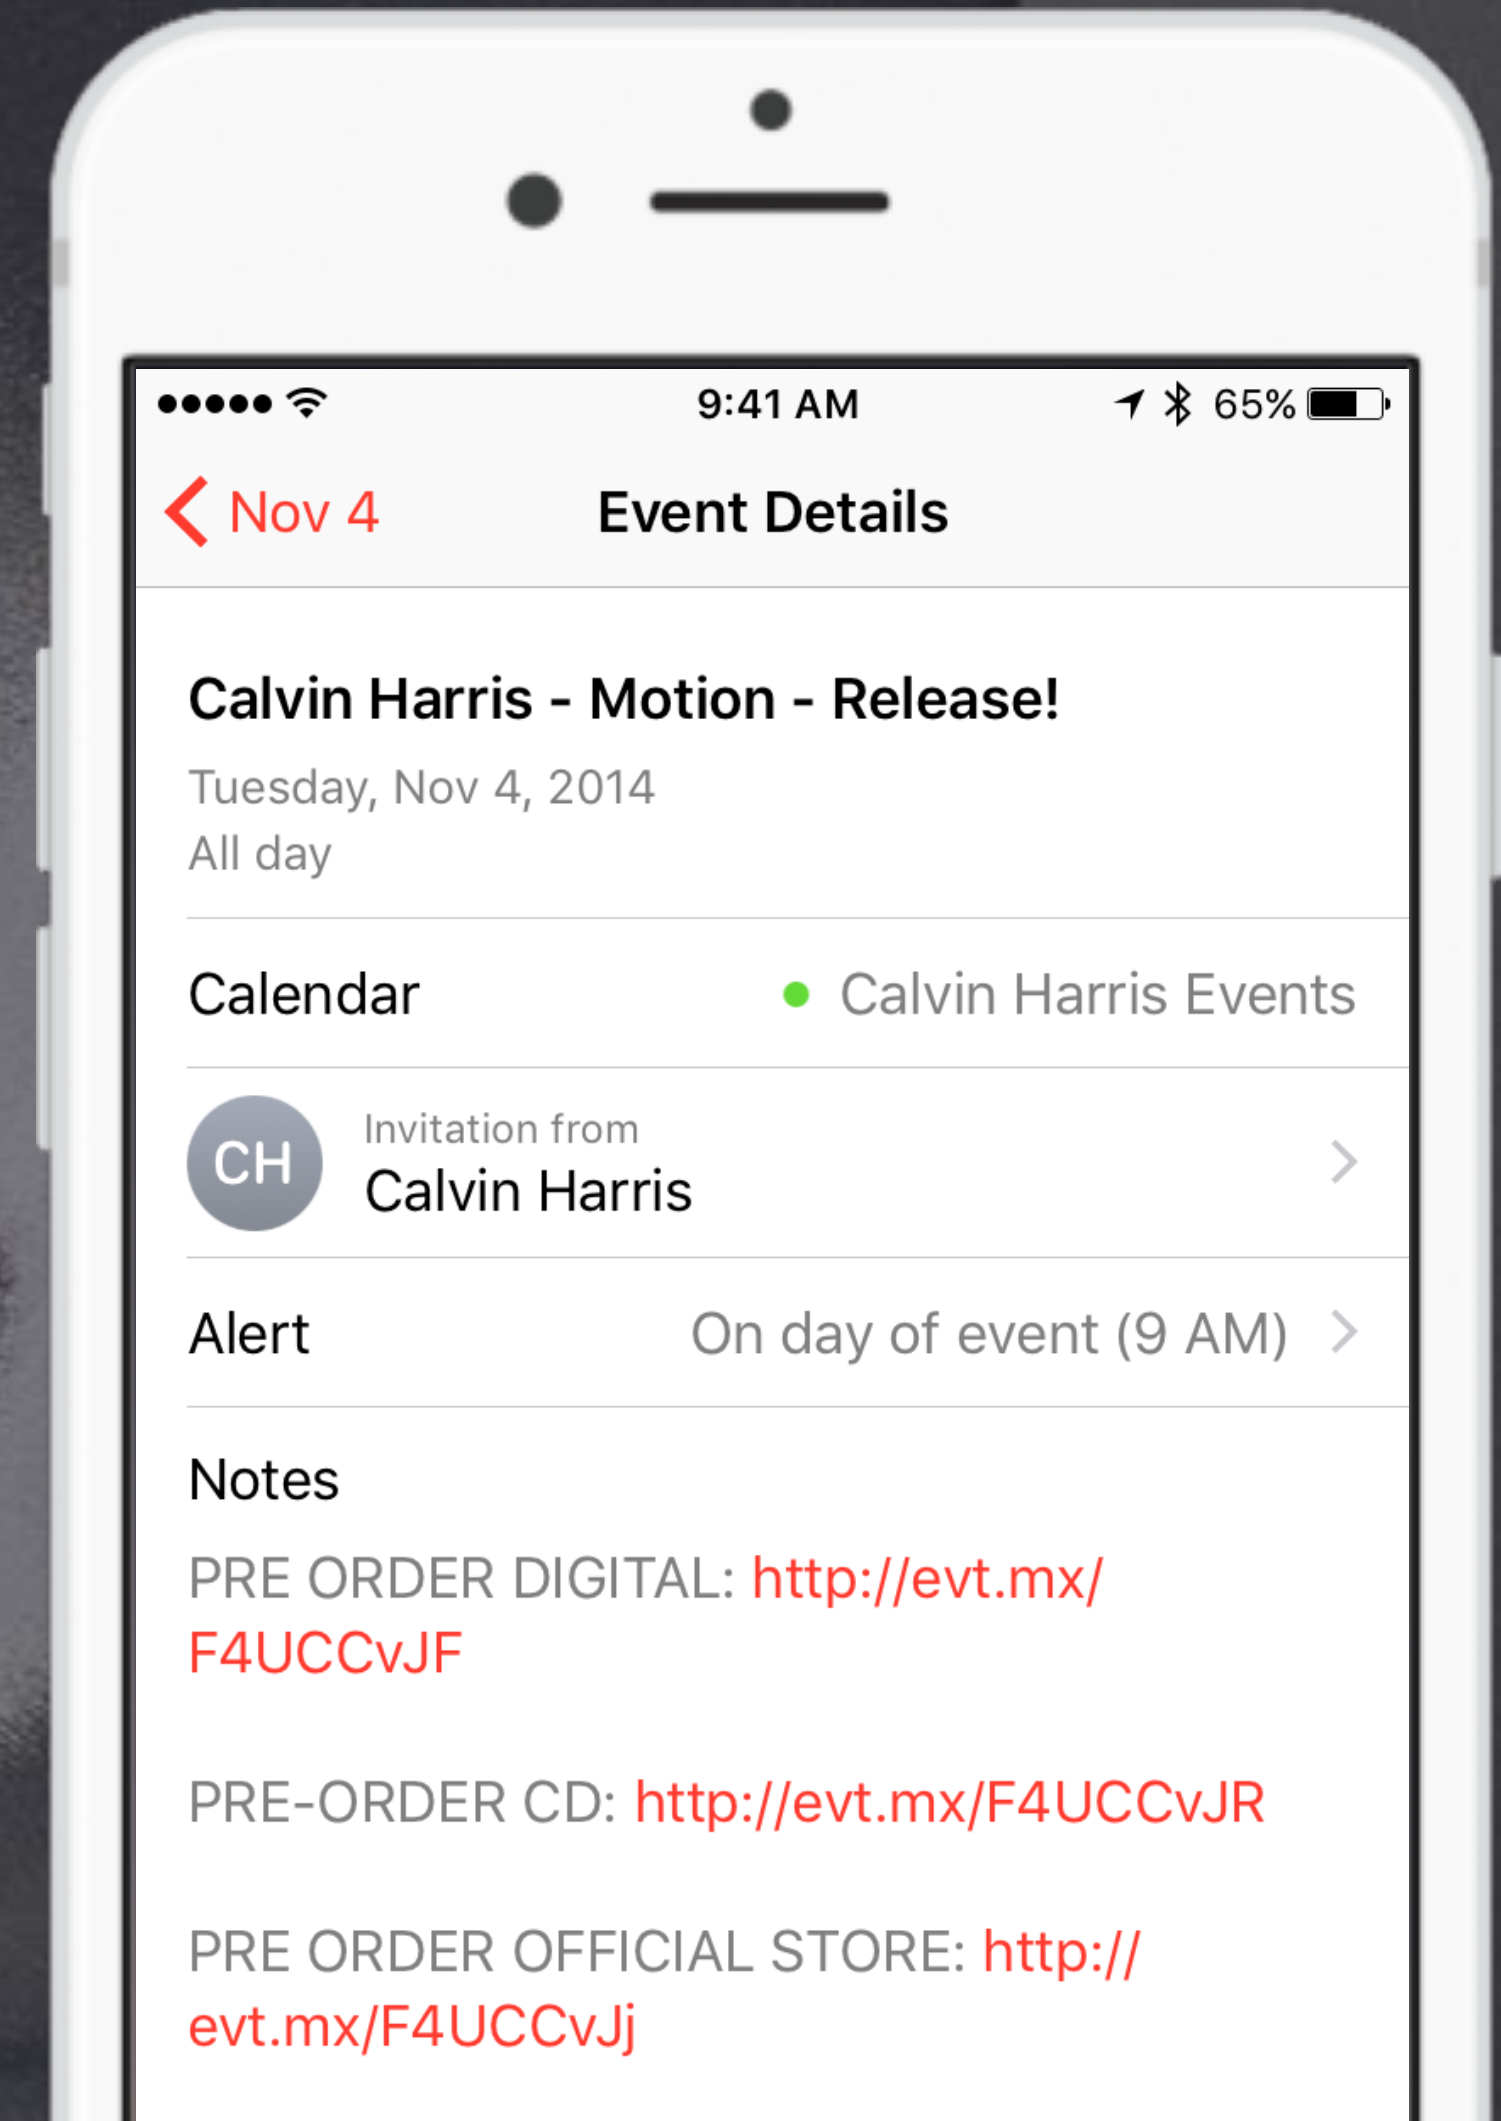 9:41 AM 65%
Nov 4 Event Details
Calvin Harris - Motion - Release!
Tuesday, Nov 4, 2014
All day
Calendar Calvin Harris Events
CH
Invitation from
Calvin Harris
Alert On day of event (9 AM)
Notes
PRE ORDER DIGITAL: http://evt.mx/
F4UCCvJF
PRE-ORDER CD: http://evt.mx/F4UCCvJR
PRE ORDER OFFICIAL STORE: http://
evt.mx/F4UCCvJj